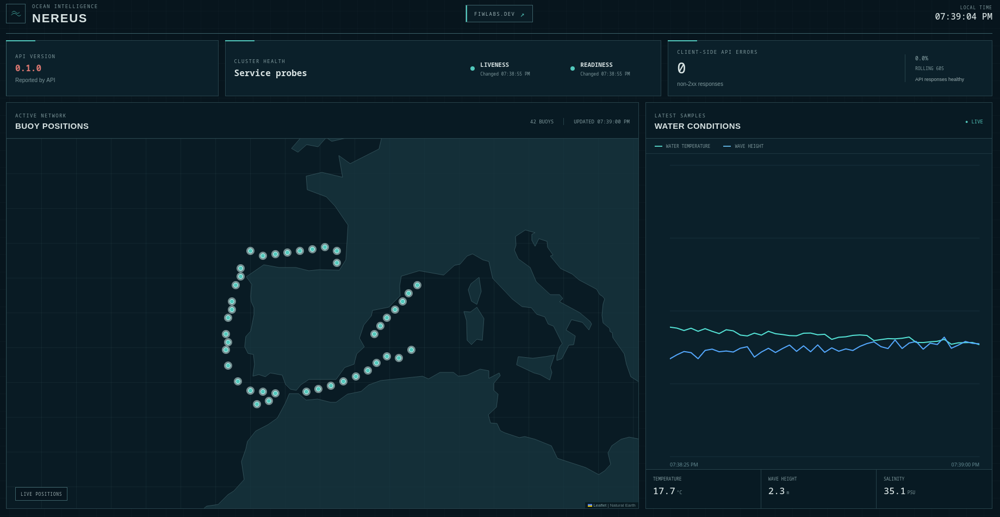 OCEAN INTELLIGENCE
NEREUS
FIWLABS.DEV ↗
LOCAL TIME
07:39:04 PM
API VERSION
0.1.0
Reported by API
CLUSTER HEALTH
Service probes
LIVENESS
Changed 07:38:55 PM
READINESS
Changed 07:38:55 PM
CLIENT-SIDE API ERRORS
0
non-2xx responses
0.0%
ROLLING 60S
API responses healthy
ACTIVE NETWORK
BUOY POSITIONS
42 BUOYS
UPDATED 07:39:00 PM
LIVE POSITIONS
Leaflet | Natural Earth
LATEST SAMPLES
WATER CONDITIONS
● LIVE
WATER TEMPERATURE
WAVE HEIGHT
07:38:25 PM
07:39:00 PM
TEMPERATURE
17.7 °C
WAVE HEIGHT
2.3 m
SALINITY
35.1 PSU